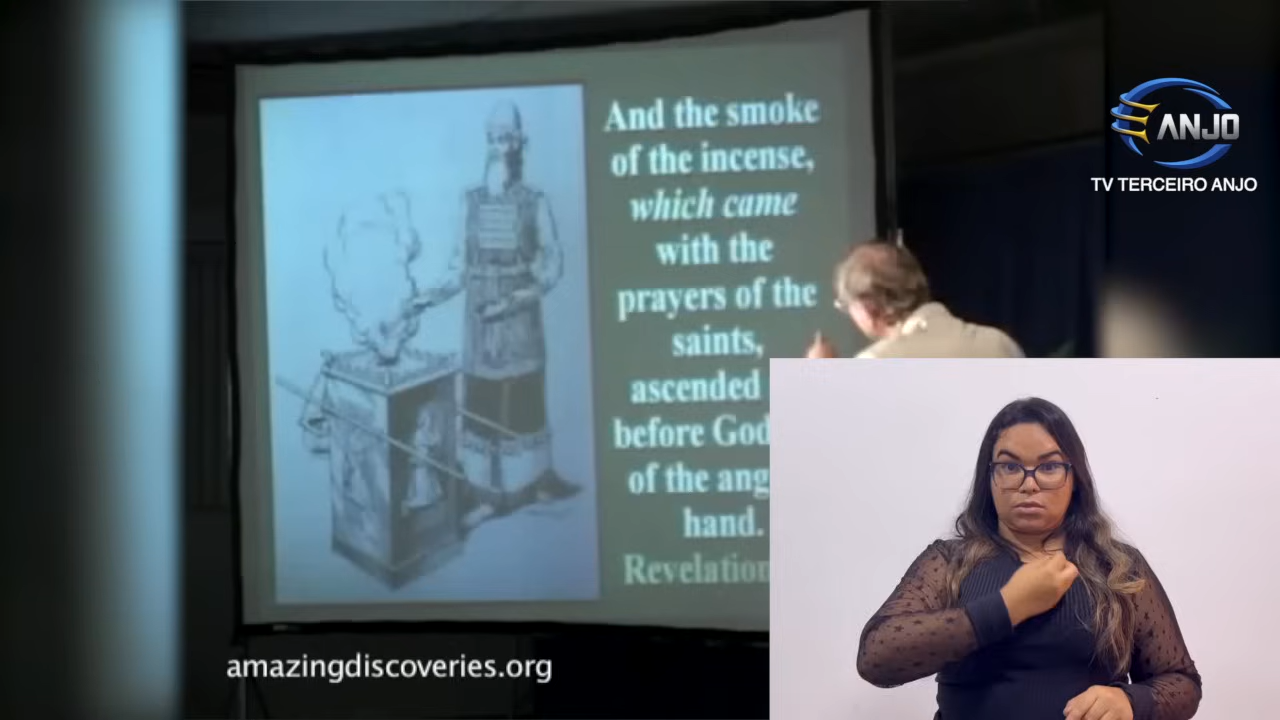 And the smoke
of the incense,
which came
with the
prayers of the
saints,
ascended
before God
of the
hand.
Revelation
ANJO
TV TERCEIRO ANJO
amazingdiscoveries.org